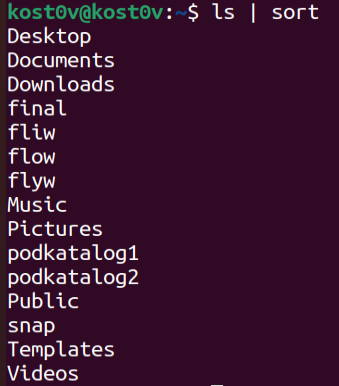 kost0v@kost0v:~$ ls | sort
Desktop
Documents
Downloads
final
fliw
flow
flyw
Music
Pictures
podkatalog1
podkatalog2
Public
snap
Templates
Videos